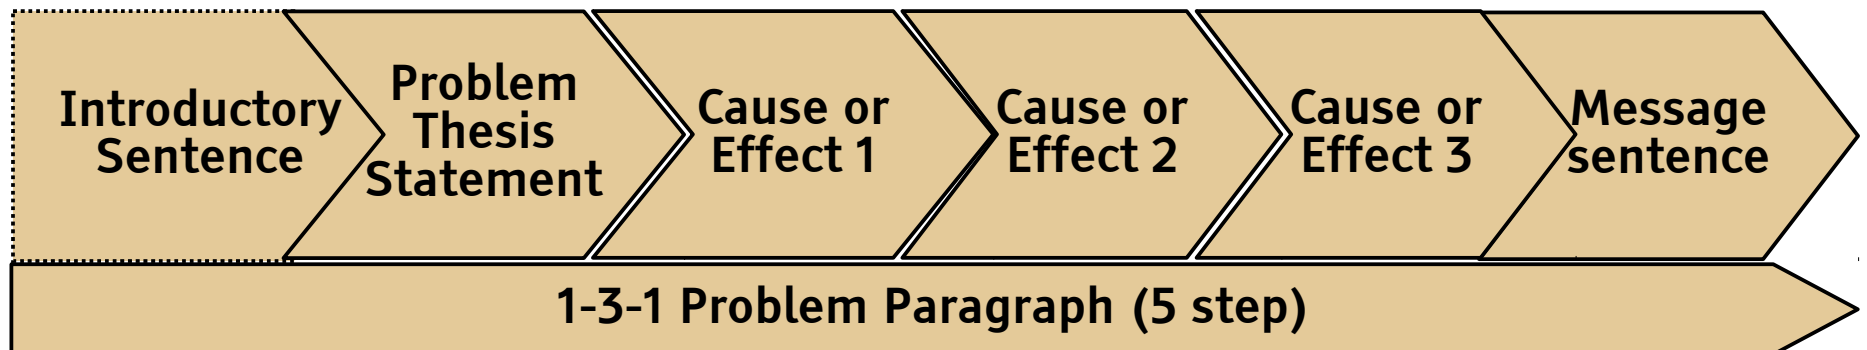 Introductory
Sentence
Problem
Thesis
Statement
Cause or
Effect 1
Cause or
Effect 2
Cause or
Effect 3
Message
sentence
1-3-1 Problem Paragraph (5 step)